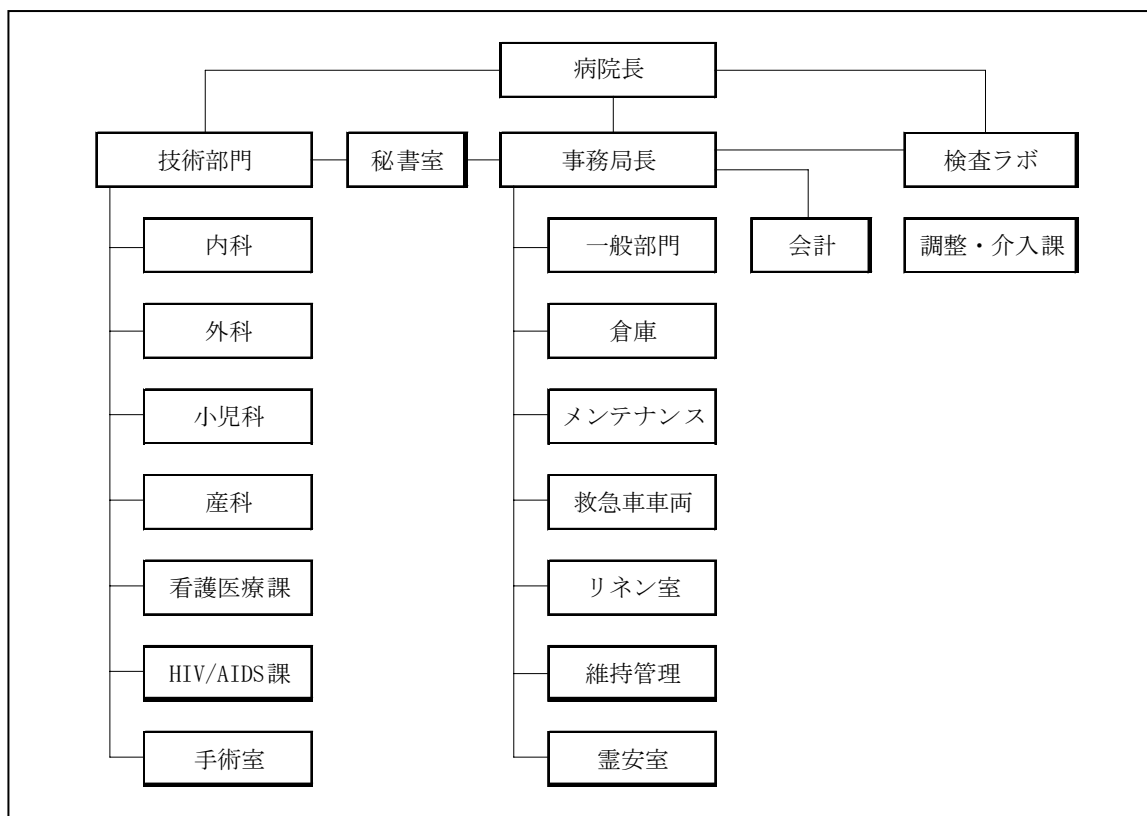 病院長
技術部門
秘書室
事務局長
検査ラボ
内科
一般部門
会計
調整・介入課
外科
倉庫
小児科
メンテナンス
産科
救急車車両
看護医療課
リネン室
HIV/AIDS課
維持管理
手術室
霊安室